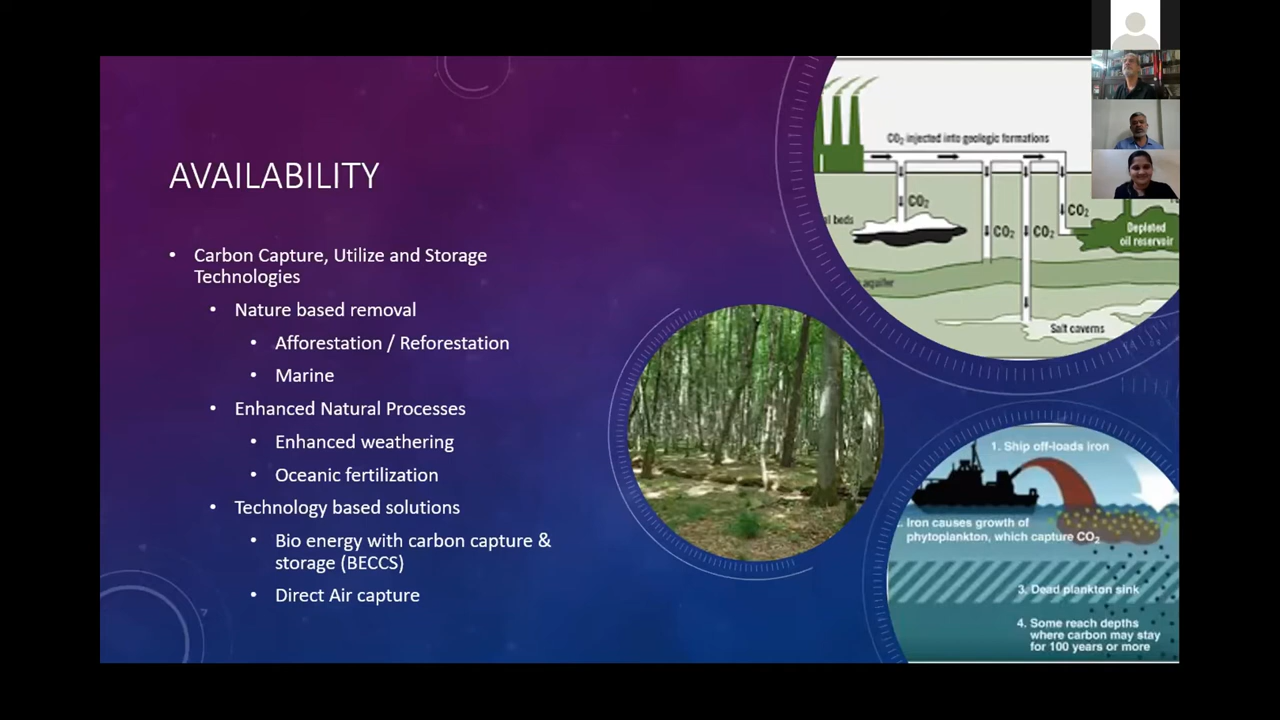 AVAILABILITY
• Carbon Capture, Utilize and Storage
Technologies
• Nature based removal
• Afforestation / Reforestation
• Marine
• Enhanced Natural Processes
• Enhanced weathering
• Oceanic fertilization
• Technology based solutions
• Bio energy with carbon capture &
storage (BECCS)
• Direct Air capture
CO₂ injected into geologic formations
CO₂
beds
CO₂
CO₂
CO₂
Depleted
oil reservoir
aquifer
Salt caverns
1. Ship off-loads iron
Iron causes growth of
phytoplankton, which capture CO₂
3. Dead plankton sink
4. Some reach depths
where carbon may stay
for 100 years or more